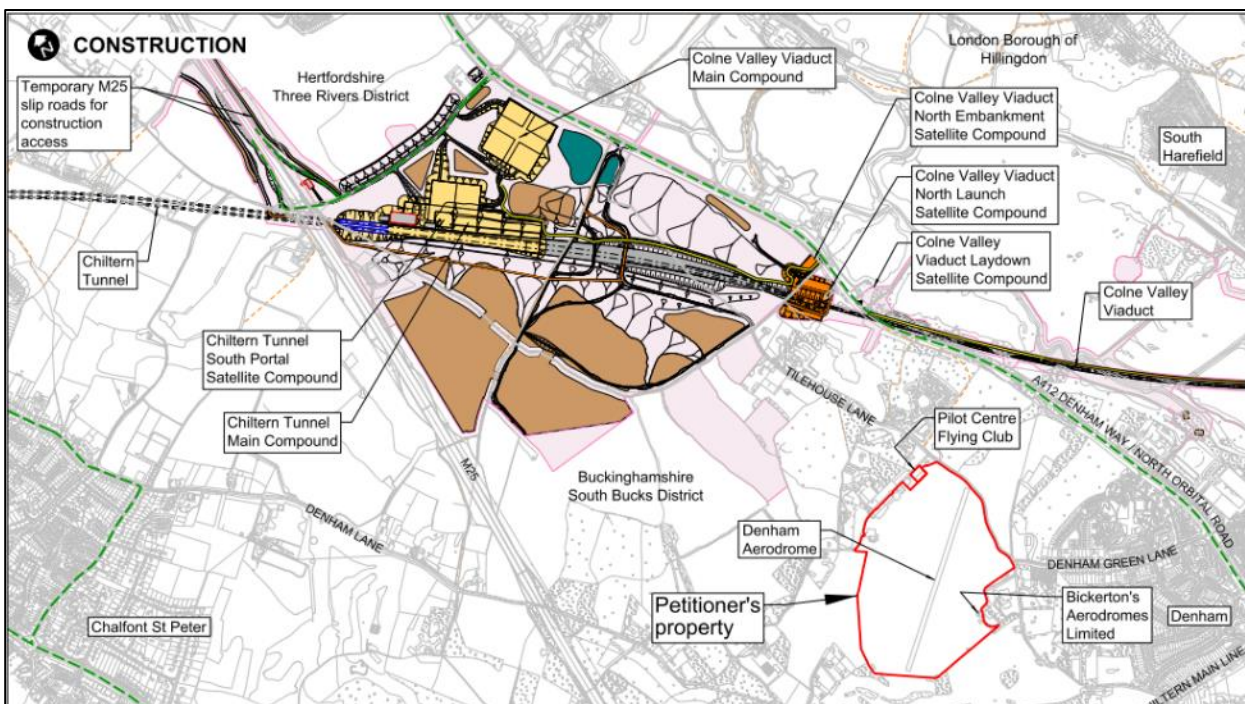 CONSTRUCTION
Temporary M25
slip roads for
construction
access
Hertfordshire
Three Rivers District
Colne Valley Viaduct
Main Compound
London Borough of
Hillingdon
Colne Valley Viaduct
North Embankment
Satellite Compound
South
Harefield
Colne Valley Viaduct
North Launch
Satellite Compound
Colne Valley
Viaduct Laydown
Satellite Compound
Chiltern
Tunnel
Colne Valley
Viaduct
Chiltern Tunnel
South Portal
Satellite Compound
Chiltern Tunnel
Main Compound
TILEHOUSE LANE
A412 DENHAM WAY / NORTH ORBITAL ROAD
Pilot Centre
Flying Club
M25
Buckinghamshire
South Bucks District
DENHAM LANE
Denham
Aerodrome
DENHAM GREEN LANE
Petitioner's
property
Bickerton's
Aerodromes
Limited
Denham
Chalfont St Peter
ILTERN MAIN LINE